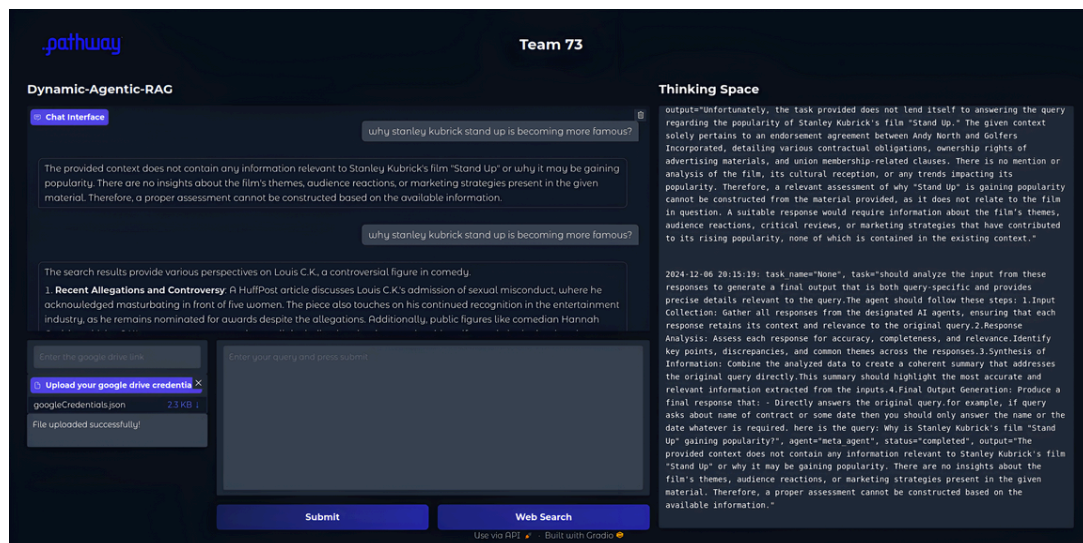 pathway
Team 73
Dynamic-Agentic-RAG
Chat Interface
why stanley kubrick stand up is becoming more famous?
The provided context does not contain any information relevant to Stanley Kubrick's film "Stand Up" or why it may be gaining
popularity. There are no insights about the film's themes, audience reactions, or marketing strategies present in the given
material. Therefore, a proper assessment cannot be constructed based on the available information.
why stanley kubrick stand up is becoming more famous?
The search results provide various perspectives on Louis C.K., a controversial figure in comedy.
1. Recent Allegations and Controversy: A HuffPost article discusses Louis C.K.'s admission of sexual misconduct, where he
acknowledged masturbating in front of five women. The piece also touches on his continued recognition in the entertainment
industry, as he remains nominated for awards despite the allegations. Additionally, public figures like comedian Hannah
Enter the google drive link
Upload your google drive credentia
googleCredentials.json 2.3 KB ↓
File uploaded successfully!
Enter your query and press submit
Submit
Web Search
Use via API · Built with Gradio
Thinking Space
output="Unfortunately, the task provided does not lend itself to answering the query
regarding the popularity of Stanley Kubrick's film "Stand Up." The given context
solely pertains to an endorsement agreement between Andy North and Golfers
Incorporated, detailing various contractual obligations, ownership rights of
advertising materials, and union membership-related clauses. There is no mention or
analysis of the film, its cultural reception, or any trends impacting its
popularity. Therefore, a relevant assessment of why "Stand Up" is gaining popularity
cannot be constructed from the material provided, as it does not relate to the film
in question. A suitable response would require information about the film's themes,
audience reactions, critical reviews, or marketing strategies that have contributed
to its rising popularity, none of which is contained in the existing context."
2024-12-06 20:15:19: task_name="None", task="should analyze the input from these
responses to generate a final output that is both query-specific and provides
precise details relevant to the query.The agent should follow these steps: 1.Input
Collection: Gather all responses from the designated AI agents, ensuring that each
response retains its context and relevance to the original query.2.Response
Analysis: Assess each response for accuracy, completeness, and relevance.Identify
key points, discrepancies, and common themes across the responses.3.Synthesis of
Information: Combine the analyzed data to create a coherent summary that addresses
the original query directly.This summary should highlight the most accurate and
relevant information extracted from the inputs.4.Final Output Generation: Produce a
final response that: - Directly answers the original query.for example, if query
asks about name of contract or some date then you should only answer the name or the
date whatever is required. here is the query: Why is Stanley Kubrick's film "Stand
Up" gaining popularity?", agent="meta_agent", status="completed", output="The
provided context does not contain any information relevant to Stanley Kubrick's film
"Stand Up" or why it may be gaining popularity. There are no insights about the
film's themes, audience reactions, or marketing strategies present in the given
material. Therefore, a proper assessment cannot be constructed based on the
available information."